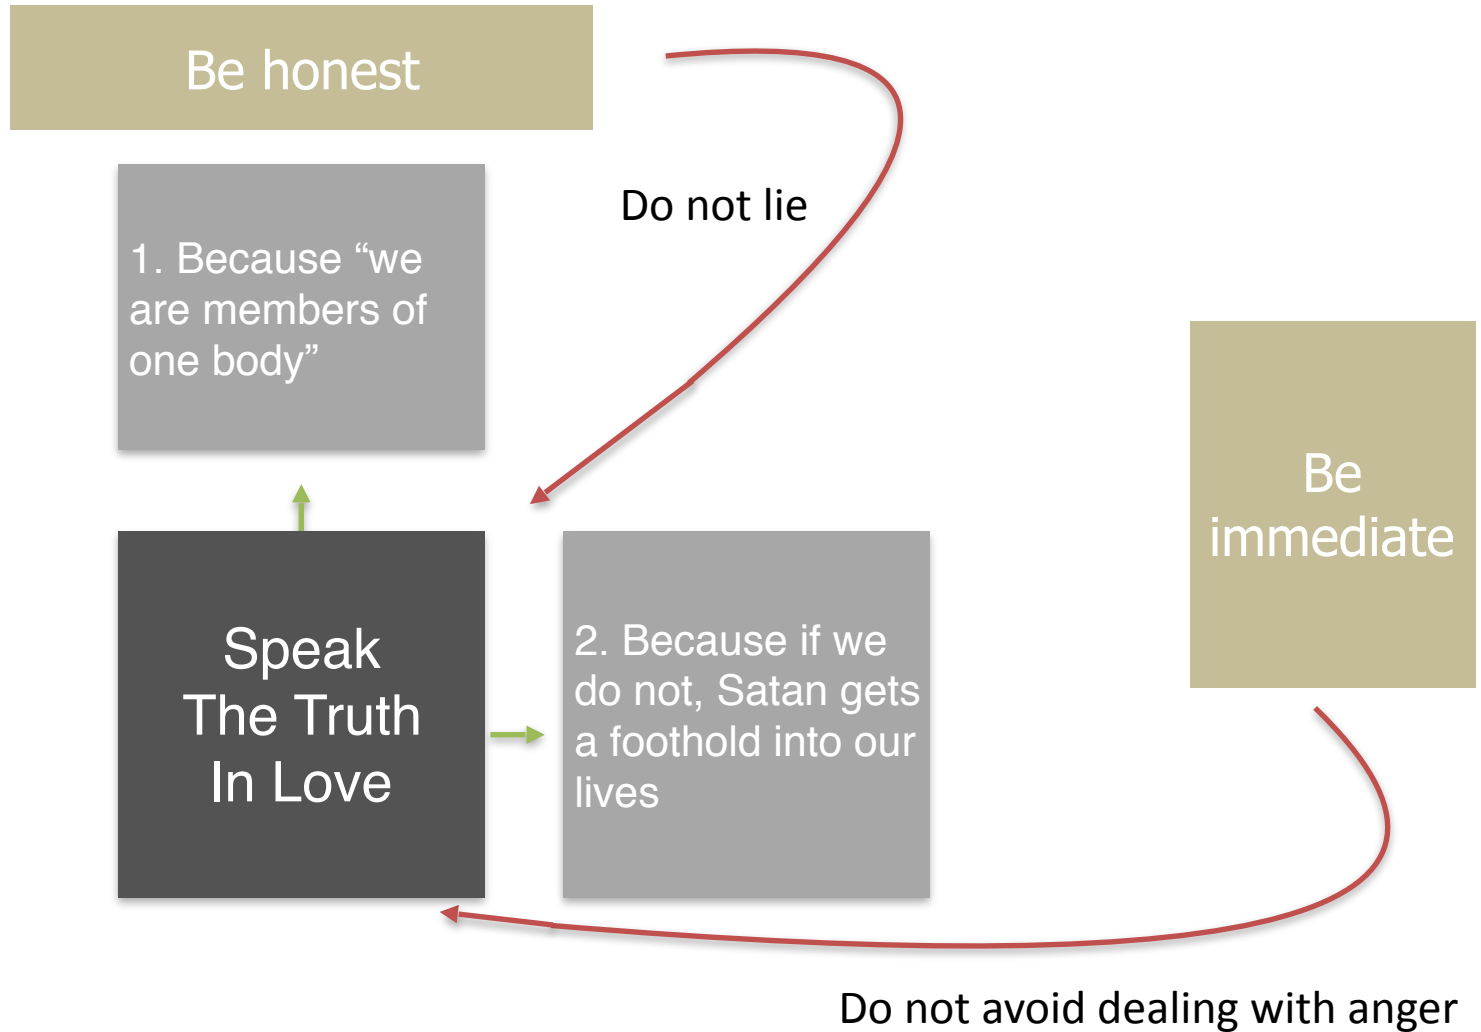 Be honest
Do not lie
1. Because “we
are members of
one body”
Be
immediate
Speak
The Truth
In Love
2. Because if we
do not, Satan gets
a foothold into our
lives
Do not avoid dealing with anger